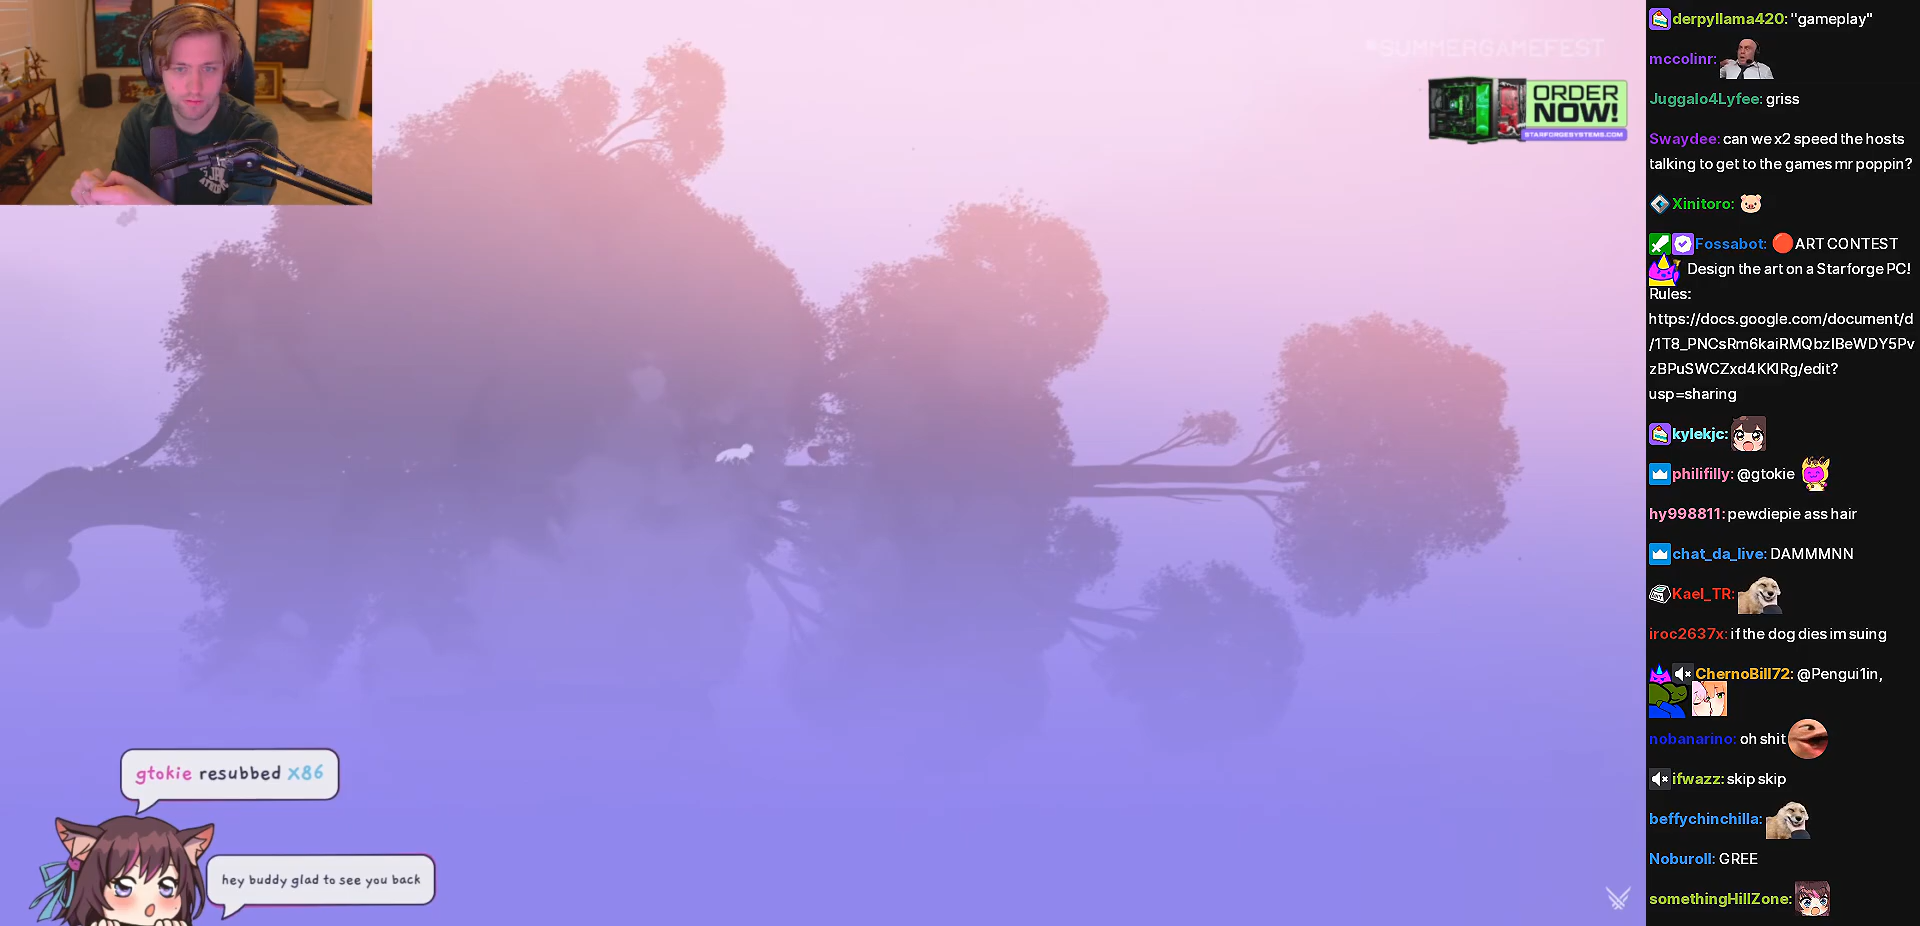 #SUMMERGAMEFEST
ORDER
NOW!
STARFORGESYSTEMS.COM
gtokie resubbed X86
hey buddy glad to see you back
derpyllama420: "gameplay"
mccolinr:
Juggalo4Lyfee: griss
Swaydee: can we x2 speed the hosts
talking to get to the games mr poppin?
Xinitoro:
Fossabot: ART CONTEST
Design the art on a Starforge PC!
Rules:
https://docs.google.com/document/d
/1T8_PNCsRm6kaiRMQbzIBeWDY5Pv
zBPuSWCZxd4KKIRg/edit?
usp=sharing
kylekjc:
philifilly: @gtokie
hy998811: pewdiepie ass hair
chat_da_live: DAMMMNN
Kael_TR:
iroc2637x: if the dog dies im suing
ChernoBill72: @Pengui1in,
nobanarino: oh shit
ifwazz: skip skip
beffychinchilla:
Noburoll: GREE
somethingHillZone: